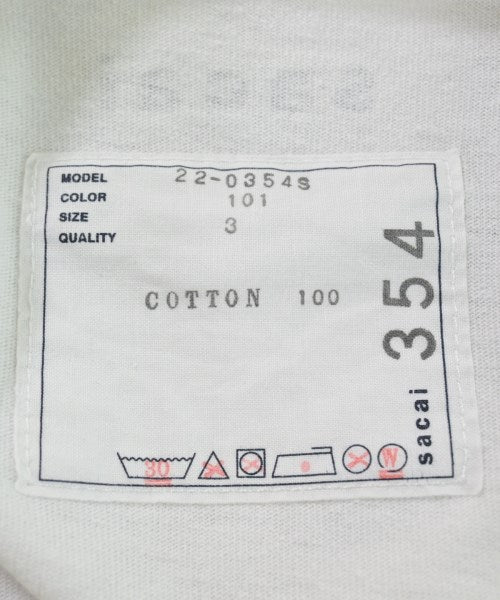 MODEL 22-0354S
COLOR 101
SIZE 3
QUALITY
COTTON 100
sacai 354
30
W